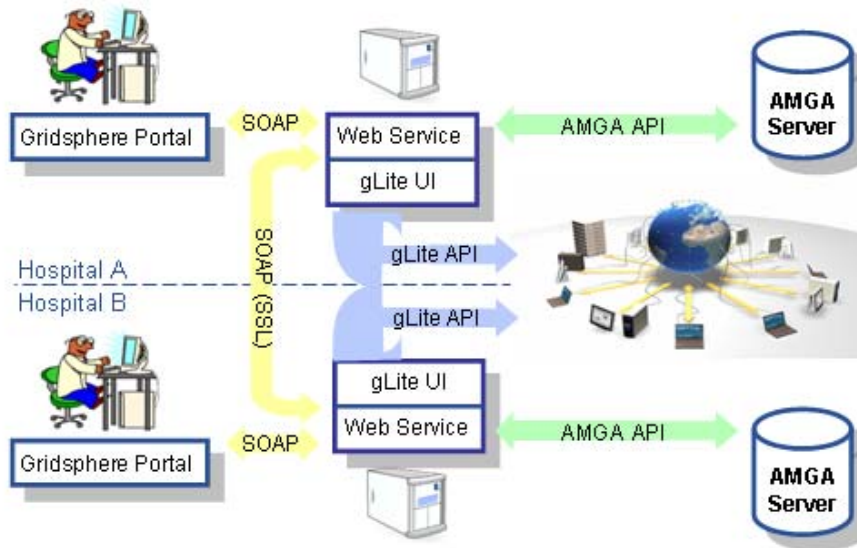 Gridsphere Portal
SOAP
Web Service
gLite UI
AMGA API
AMGA
Server
SOAP (SSL)
gLite API
Hospital A
Hospital B
gLite API
gLite UI
Web Service
Gridsphere Portal
SOAP
AMGA API
AMGA
Server